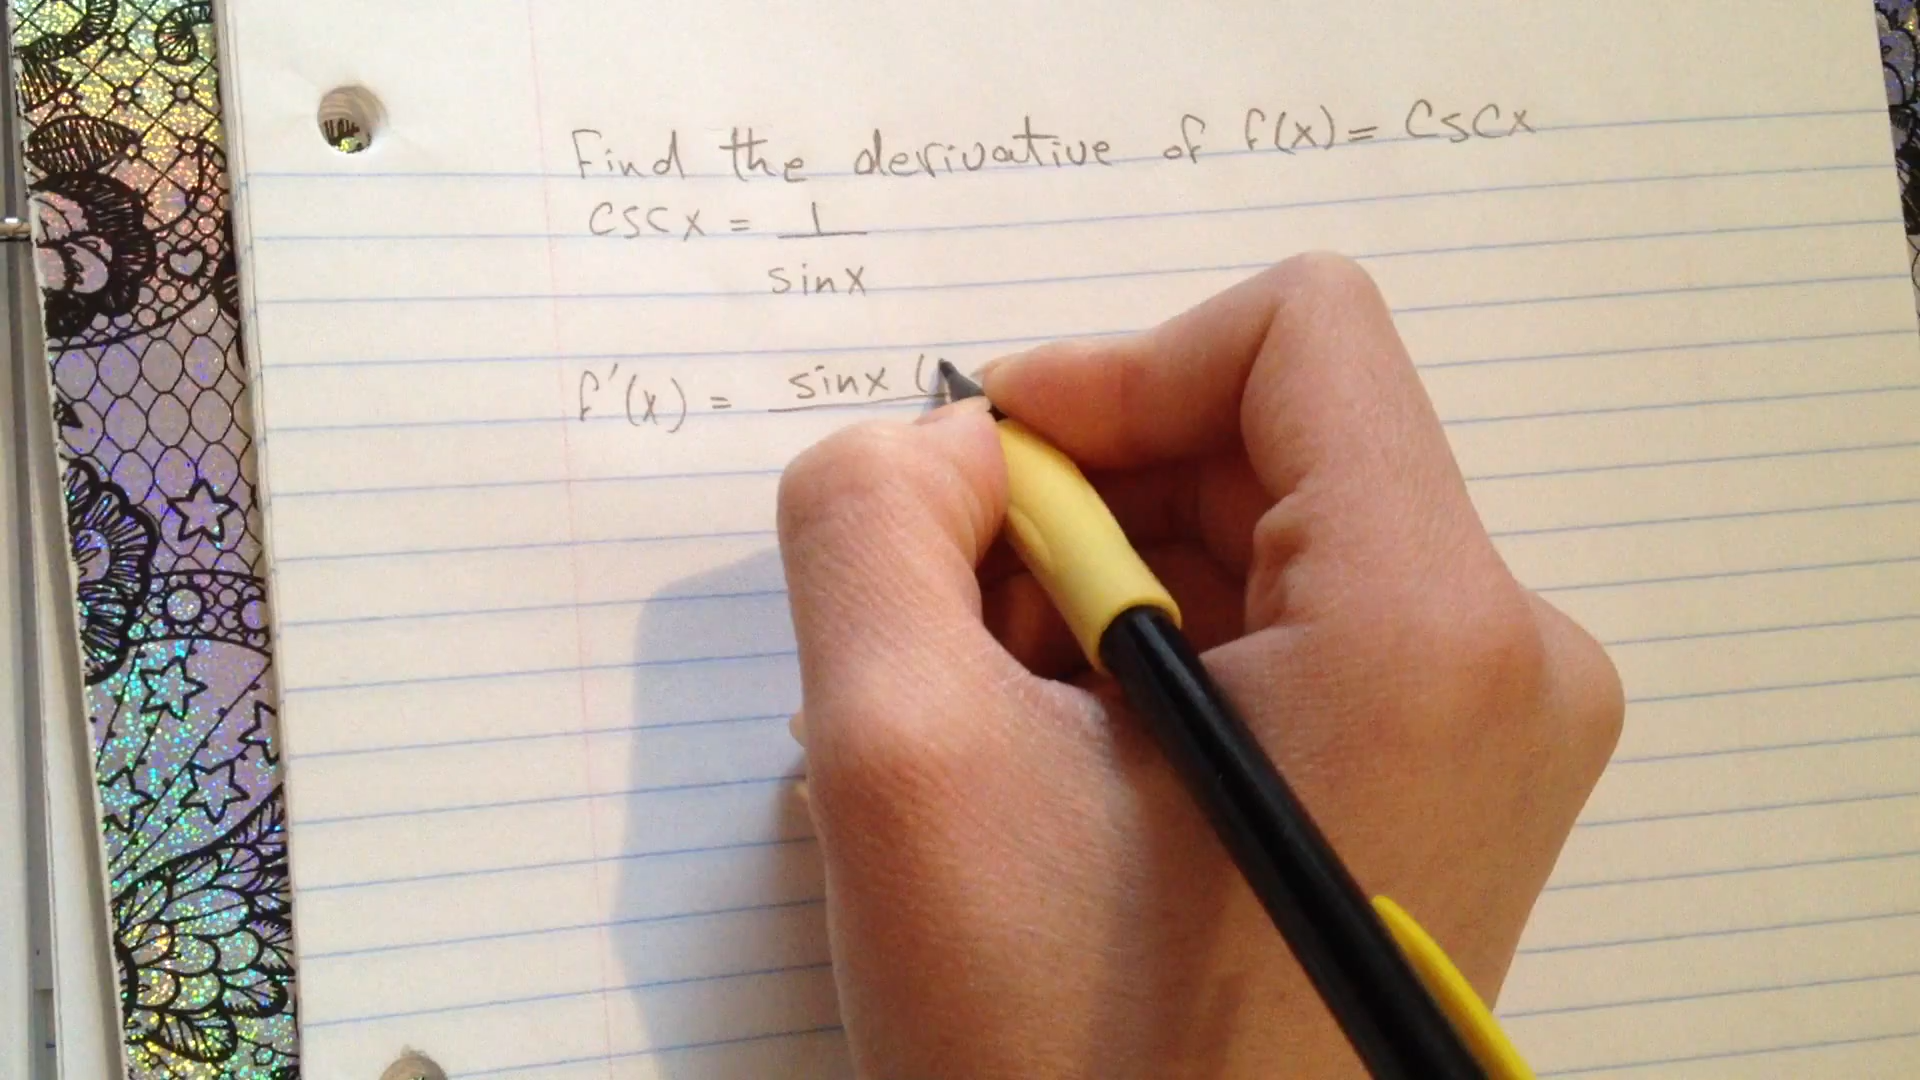 Find the derivative of f(x) = cscx
cscx = 1
sinx
f'(x) = sinx (